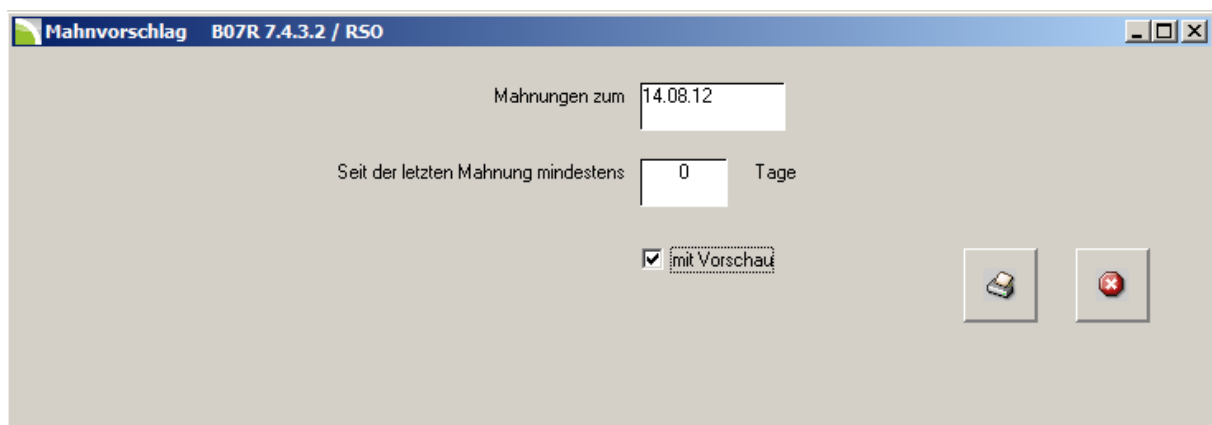 Mahnvorschlag B07R 7.4.3.2 / RSO
Mahnungen zum 14.08.12
Seit der letzten Mahnung mindestens 0 Tage
mit Vorschau